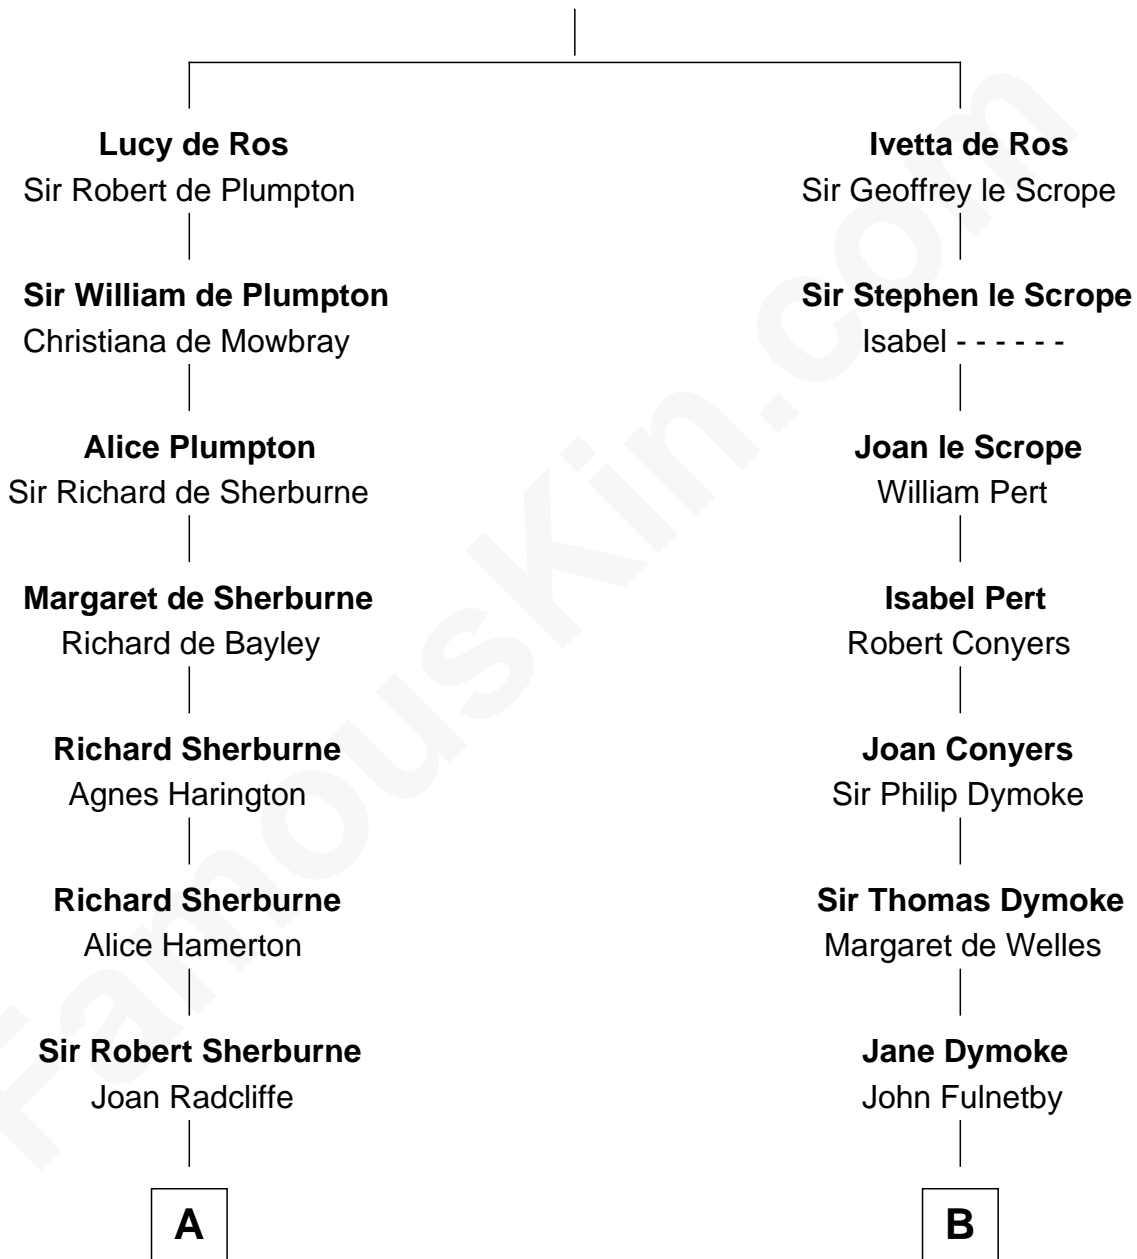 Lucy de Ros
Sir Robert de Plumpton
Sir William de Plumpton
Christiana de Mowbray
Alice Plumpton
Sir Richard de Sherburne
Margaret de Sherburne
Richard de Bayley
Richard Sherburne
Agnes Harington
Richard Sherburne
Alice Hamerton
Sir Robert Sherburne
Joan Radcliffe
A
Ivetta de Ros
Sir Geoffrey le Scrope
Sir Stephen le Scrope
Isabel - - - - - -
Joan le Scrope
William Pert
Isabel Pert
Robert Conyers
Joan Conyers
Sir Philip Dymoke
Sir Thomas Dymoke
Margaret de Welles
Jane Dymoke
John Fulnetby
B
FamousKin.com